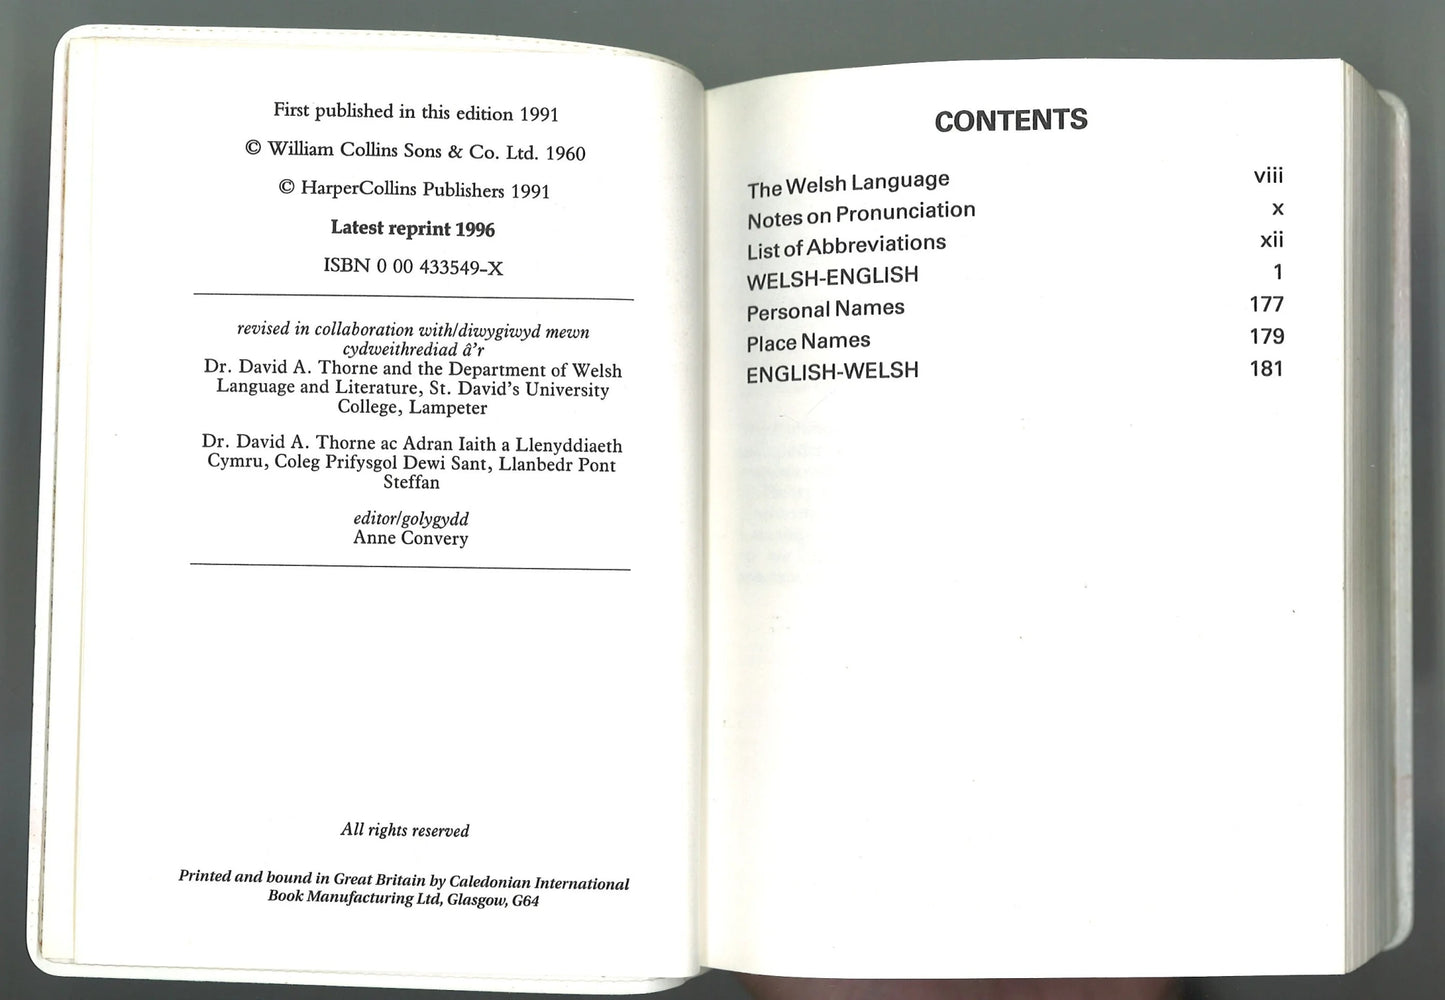 First published in this edition 1991
© William Collins Sons & Co. Ltd. 1960
© HarperCollins Publishers 1991
Latest reprint 1996
ISBN 0 00 433549-X
revised in collaboration with/diwygiwyd mewn
cydweithrediad â'r
Dr. David A. Thorne and the Department of Welsh
Language and Literature, St. David's University
College, Lampeter
Dr. David A. Thorne ac Adran Iaith a Llenyddiaeth
Cymru, Coleg Prifysgol Dewi Sant, Llanbedr Pont
Steffan
editor/golygydd
Anne Convery
All rights reserved
Printed and bound in Great Britain by Caledonian International
Book Manufacturing Ltd, Glasgow, G64
CONTENTS
The Welsh Language viii
Notes on Pronunciation x
List of Abbreviations xii
WELSH-ENGLISH 1
Personal Names 177
Place Names 179
ENGLISH-WELSH 181